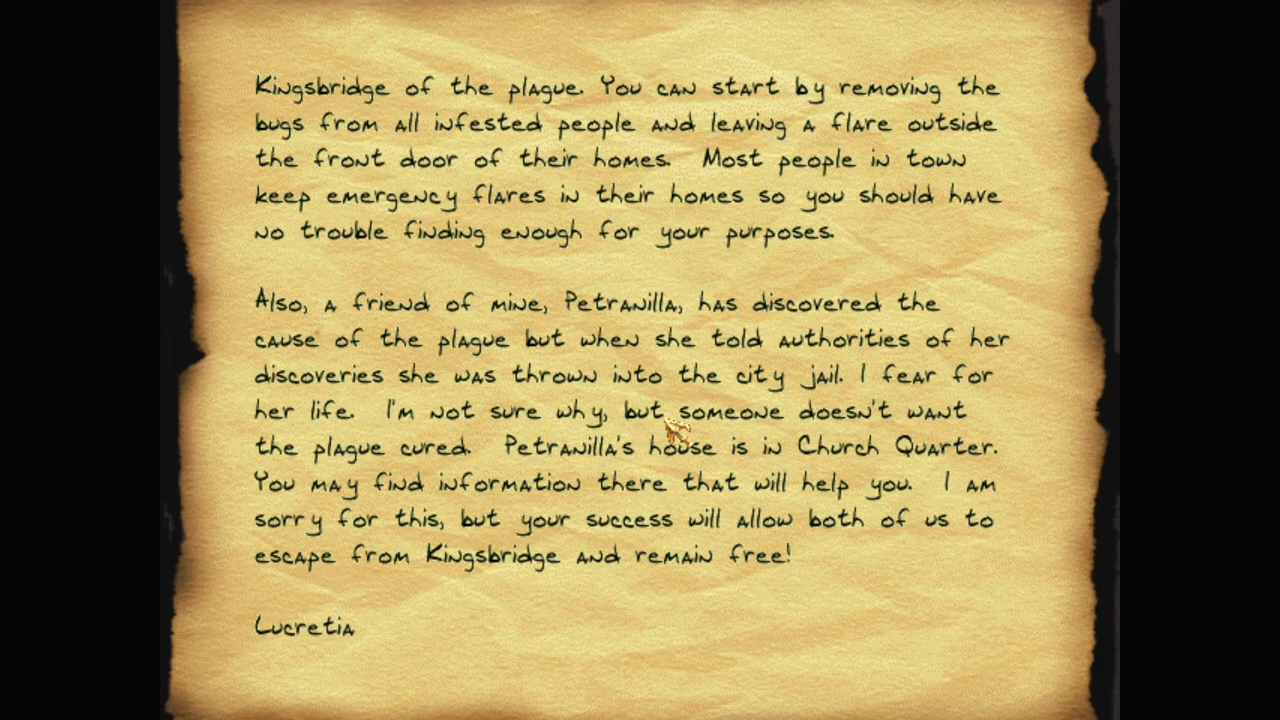 Kingsbridge of the plague. You can start by removing the
bugs from all infested people and leaving a flare outside
the front door of their homes.  Most people in town
keep emergency flares in their homes so you should have
no trouble finding enough for your purposes.
Also, a friend of mine, Petranilla, has discovered the
cause of the plague but when she told authorities of her
discoveries she was thrown into the city jail. I fear for
her life.  I'm not sure why, but someone doesn't want
the plague cured.  Petranilla's house is in Church Quarter.
You may find information there that will help you.  I am
sorry for this, but your success will allow both of us to
escape from Kingsbridge and remain free!
Lucretia